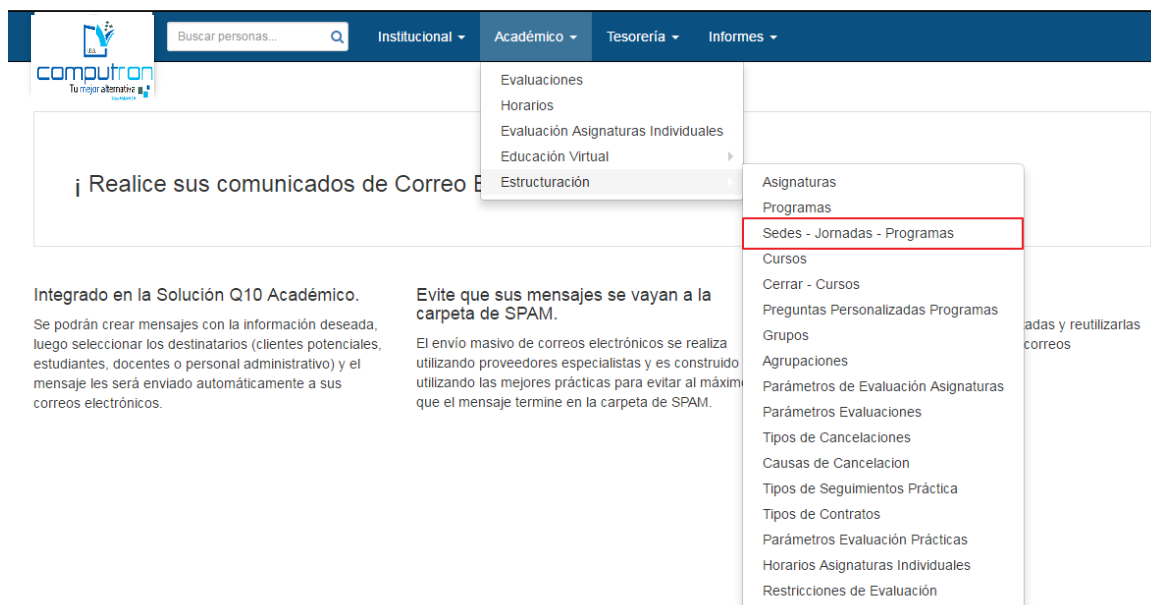 Buscar personas...
Institucional
Académico
Tesorería
Informes
computron
Tu mejor alternativa
Evaluaciones
Horarios
Evaluación Asignaturas Individuales
Educación Virtual
Estructuración
¡ Realice sus comunicados de Correo E
Asignaturas
Programas
Sedes - Jornadas - Programas
Cursos
Cerrar - Cursos
Preguntas Personalizadas Programas
Grupos
Agrupaciones
Parámetros de Evaluación Asignaturas
Parámetros Evaluaciones
Tipos de Cancelaciones
Causas de Cancelacion
Tipos de Seguimientos Práctica
Tipos de Contratos
Parámetros Evaluación Prácticas
Horarios Asignaturas Individuales
Restricciones de Evaluación
Integrado en la Solución Q10 Académico.
Se podrán crear mensajes con la información deseada,
luego seleccionar los destinatarios (clientes potenciales,
estudiantes, docentes o personal administrativo) y el
mensaje les será enviado automáticamente a sus
correos electrónicos.
Evite que sus mensajes se vayan a la
carpeta de SPAM.
El envío masivo de correos electrónicos se realiza
utilizando proveedores especialistas y es construido
utilizando las mejores prácticas para evitar al máximo
que el mensaje termine en la carpeta de SPAM.
adas y reutilizarlas
correos